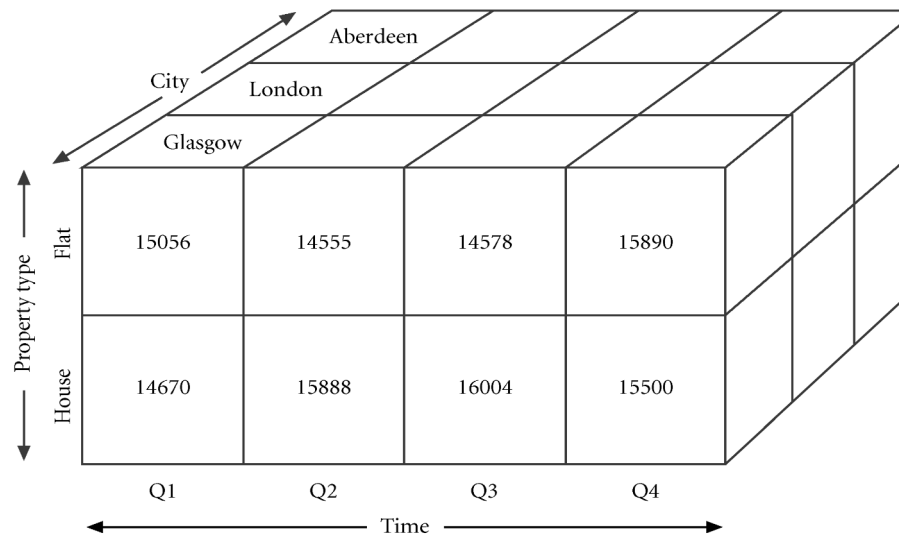 Aberdeen
City
London
Glasgow
Property type
Flat
15056 14555 14578 15890
House
14670 15888 16004 15500
Q1 Q2 Q3 Q4
Time